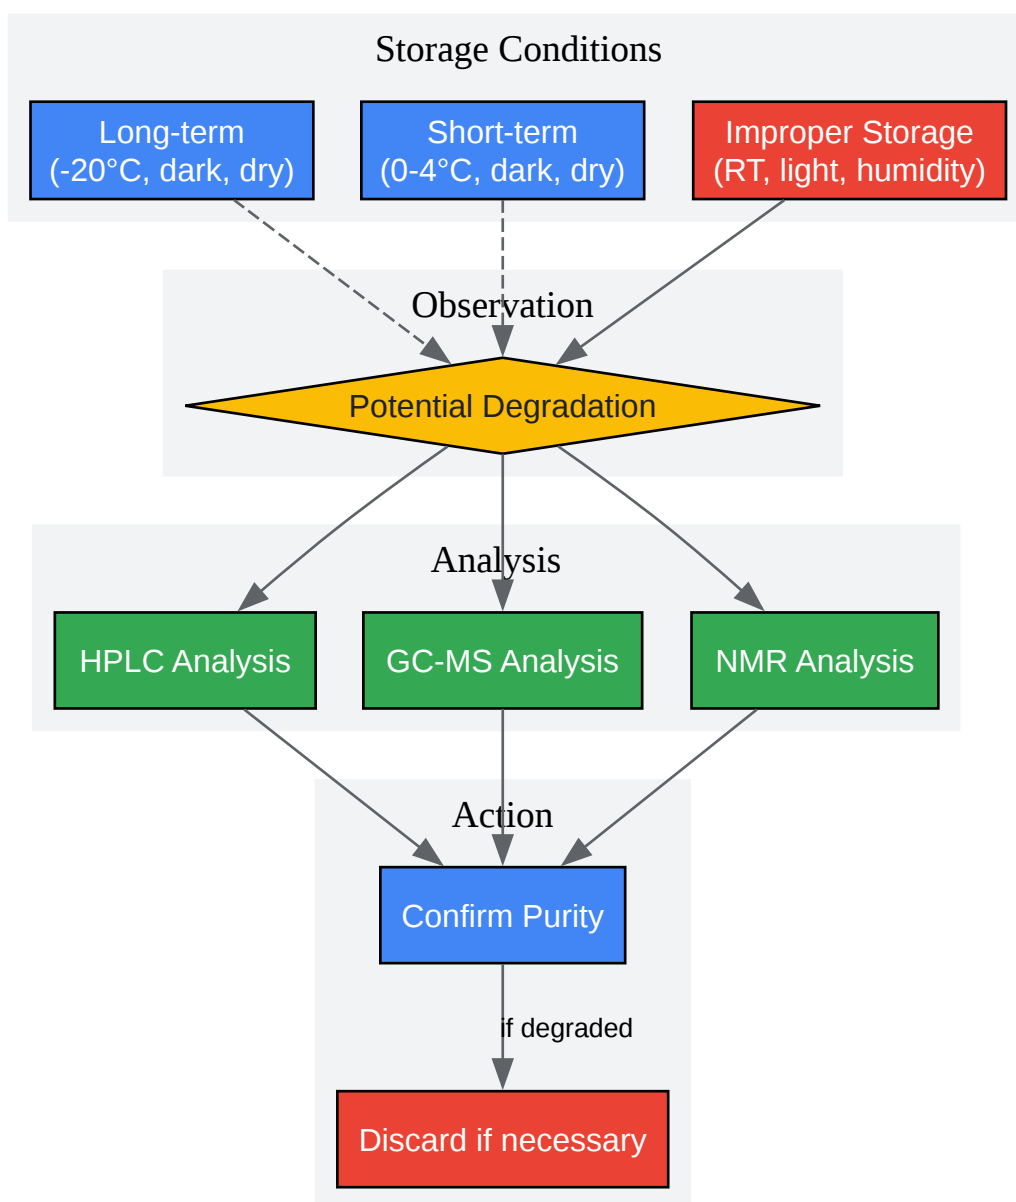 Storage Conditions
Long-term
(-20°C, dark, dry)
Short-term
(0-4°C, dark, dry)
Improper Storage
(RT, light, humidity)
Observation
Potential Degradation
Analysis
HPLC Analysis
GC-MS Analysis
NMR Analysis
Action
Confirm Purity
if degraded
Discard if necessary